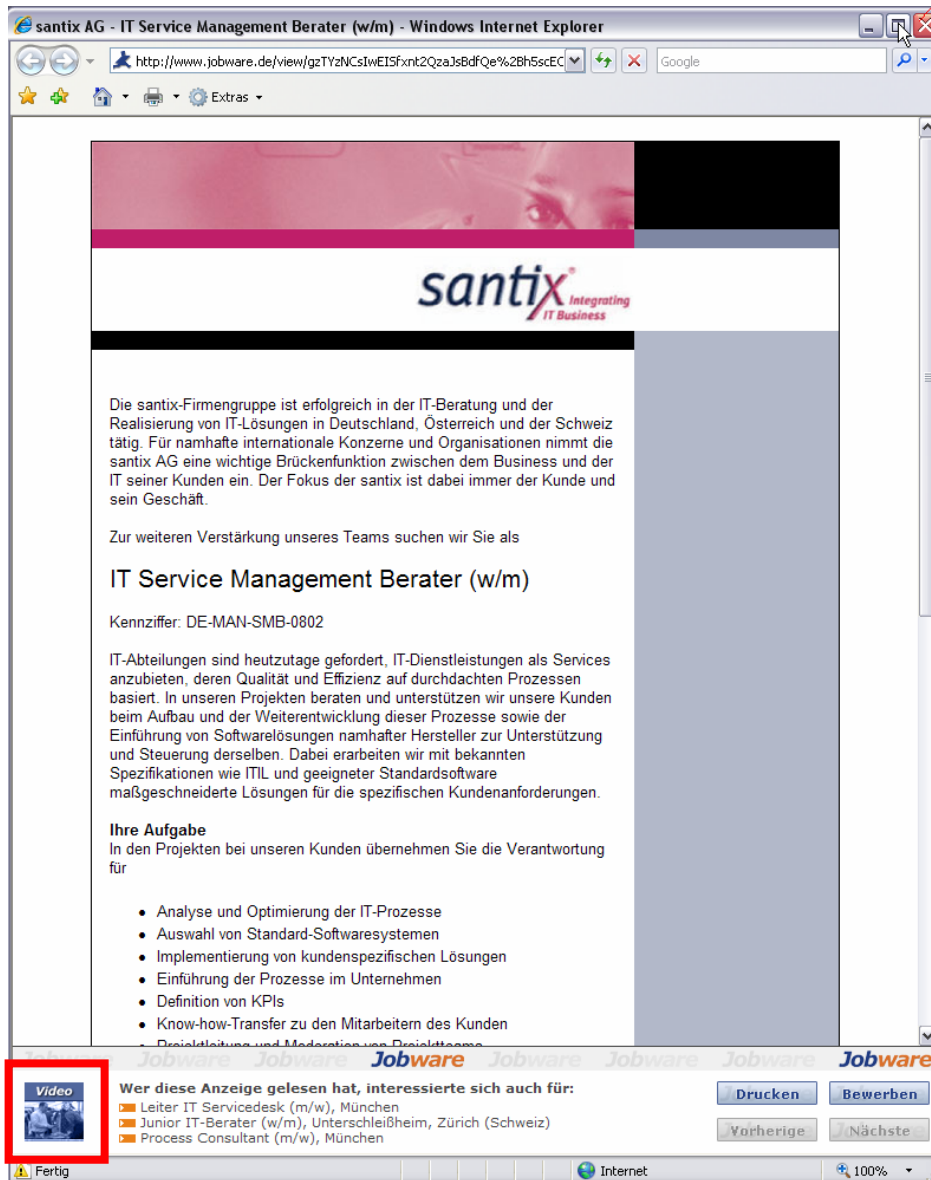 santix AG - IT Service Management Berater (w/m) - Windows Internet Explorer
http://www.jobware.de/view/gzTYzNCsIwEISFxnt2QzaJsBdfQe%2Bh5scEC
Google
Extras
santix
Integrating
IT Business
Die santix-Firmengruppe ist erfolgreich in der IT-Beratung und der
Realisierung von IT-Lösungen in Deutschland, Österreich und der Schweiz
tätig. Für namhafte internationale Konzerne und Organisationen nimmt die
santix AG eine wichtige Brückenfunktion zwischen dem Business und der
IT seiner Kunden ein. Der Fokus der santix ist dabei immer der Kunde und
sein Geschäft.
Zur weiteren Verstärkung unseres Teams suchen wir Sie als
IT Service Management Berater (w/m)
Kennziffer: DE-MAN-SMB-0802
IT-Abteilungen sind heutzutage gefordert, IT-Dienstleistungen als Services
anzubieten, deren Qualität und Effizienz auf durchdachten Prozessen
basiert. In unseren Projekten beraten und unterstützen wir unsere Kunden
beim Aufbau und der Weiterentwicklung dieser Prozesse sowie der
Einführung von Softwarelösungen namhafter Hersteller zur Unterstützung
und Steuerung derselben. Dabei erarbeiten wir mit bekannten
Spezifikationen wie ITIL und geeigneter Standardsoftware
maßgeschneiderte Lösungen für die spezifischen Kundenanforderungen.
Ihre Aufgabe
In den Projekten bei unseren Kunden übernehmen Sie die Verantwortung
für
• Analyse und Optimierung der IT-Prozesse
• Auswahl von Standard-Softwaresystemen
• Implementierung von kundenspezifischen Lösungen
• Einführung der Prozesse im Unternehmen
• Definition von KPIs
• Know-how-Transfer zu den Mitarbeitern des Kunden
• Projektleitung und Moderation von Projektteams
Jobware Jobware Jobware Jobware Jobware Jobware Jobware Jobware
Video
Wer diese Anzeige gelesen hat, interessierte sich auch für:
Leiter IT Servicedesk (m/w), München
Junior IT-Berater (w/m), Unterschleißheim, Zürich (Schweiz)
Process Consultant (m/w), München
Drucken
Bewerben
Vorherige
Nächste
Fertig
Internet
100%